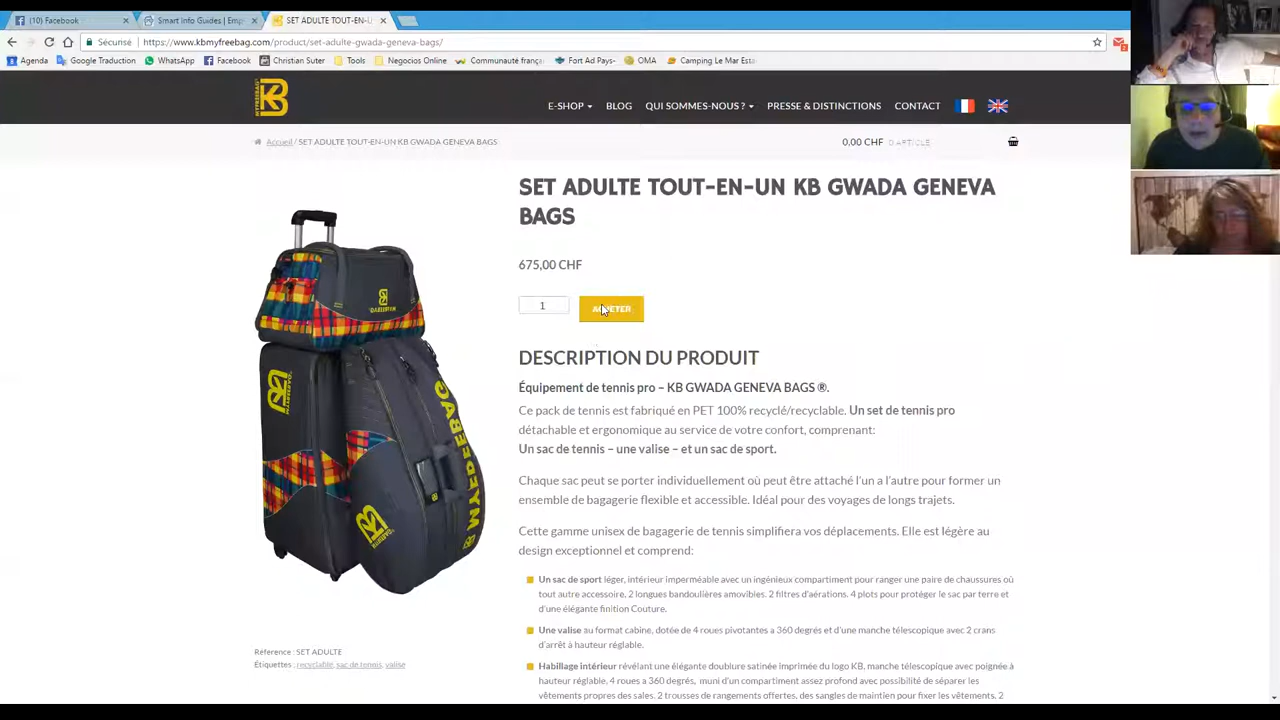 (10) Facebook
Smart Info Guides | Emp
SET ADULTE TOUT-EN-U
Sécurisé
https://www.kbmyfreebag.com/product/set-adulte-gwada-geneva-bags/
Agenda
Google Traduction
WhatsApp
Facebook
Christian Suter
Tools
Negocios Online
Communauté franç
Fort Ad Pays-
OMA
Camping Le Mar Esta
KB
E-SHOP
BLOG
QUI SOMMES-NOUS ?
PRESSE & DISTINCTIONS
CONTACT
Accueil / SET ADULTE TOUT-EN-UN KB GWADA GENEVA BAGS
0,00 CHF 0 ARTICLE
SET ADULTE TOUT-EN-UN KB GWADA GENEVA
BAGS
675,00 CHF
1
ACHETER
DESCRIPTION DU PRODUIT
Équipement de tennis pro – KB GWADA GENEVA BAGS ®.
Ce pack de tennis est fabriqué en PET 100% recyclé/recyclable. Un set de tennis pro
détachable et ergonomique au service de votre confort, comprenant:
Un sac de tennis – une valise – et un sac de sport.
Chaque sac peut se porter individuellement où peut être attaché l'un a l'autre pour former un
ensemble de bagagerie flexible et accessible. Idéal pour des voyages de longs trajets.
Cette gamme unisex de bagagerie de tennis simplifiera vos déplacements. Elle est légère au
design exceptionnel et comprend:
Un sac de sport léger, intérieur imperméable avec un ingénieux compartiment pour ranger une paire de chaussures où
tout autre accessoire, 2 longues bandoulières amovibles. 2 filtres d'aérations. 4 plots pour protéger le sac par terre et
d'une élégante finition Couture.
Une valise au format cabine, dotée de 4 roues pivotantes a 360 degrés et d'une manche télescopique avec 2 crans
d'arrêt à hauteur réglable.
Habillage intérieur révélant une élégante doublure satinée imprimée du logo KB, manche télescopique avec poignée à
hauteur réglable. 4 roues a 360 degrés, muni d'un compartiment assez profond avec possibilité de séparer les
vêtements propres des sales. 2 trousses de rangements offertes, des sangles de maintien pour fixer les vêtements. 2
Référence : SET ADULTE
Étiquettes : recyclable, sac de tennis, valise